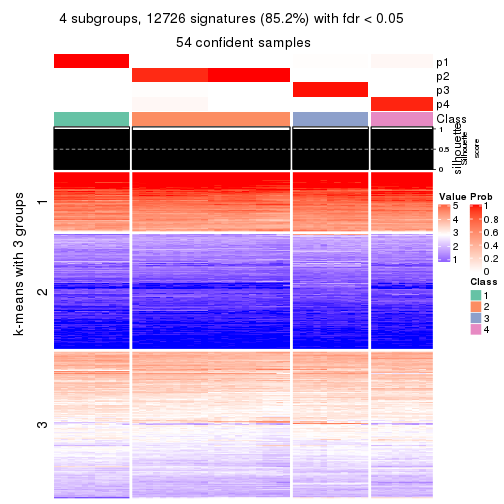 4 subgroups, 12726 signatures (85.2%) with fdr < 0.05
54 confident samples
p1
p2
p3
p4
Class
1
0.5
0
silhouette
Silhouette
score
k-means with 3 groups
1
2
3
Value
5
4
3
2
1
Prob
1
0.8
0.6
0.4
0.2
0
Class
1
2
3
4